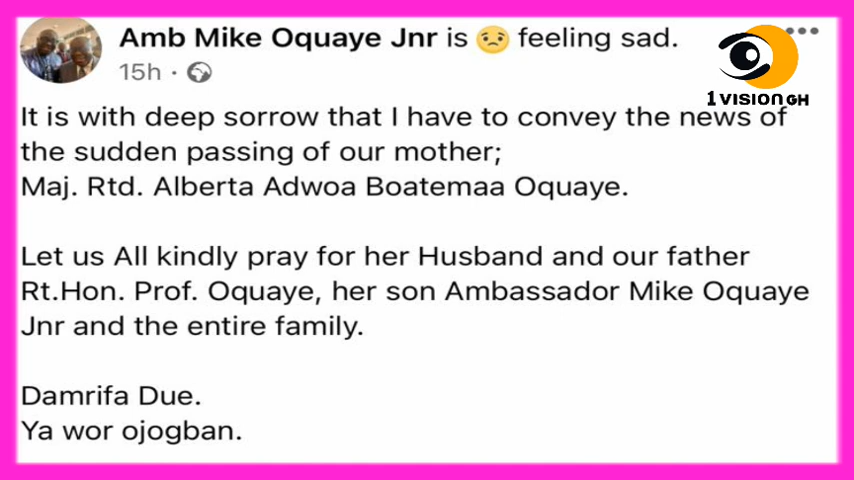 Amb Mike Oquaye Jnr is 😟 feeling sad.
15h ·
1VISIONGH
It is with deep sorrow that I have to convey the news of
the sudden passing of our mother;
Maj. Rtd. Alberta Adwoa Boatemaa Oquaye.
Let us All kindly pray for her Husband and our father
Rt.Hon. Prof. Oquaye, her son Ambassador Mike Oquaye
Jnr and the entire family.
Damrifa Due.
Ya wor ojogban.